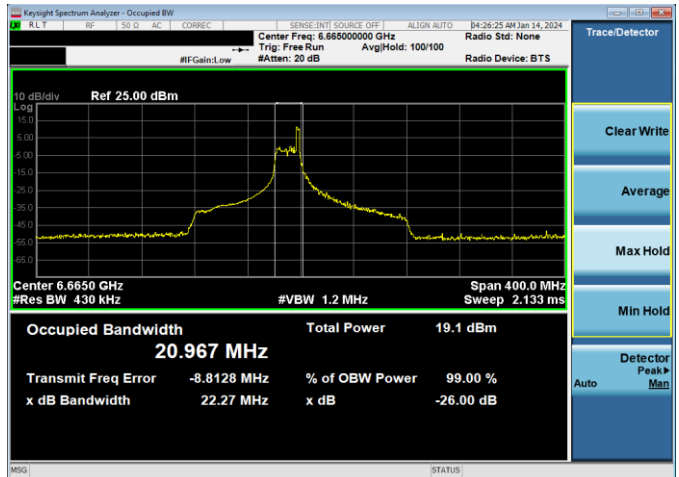 Keysight Spectrum Analyzer - Occupied BW
RLT RF 50 Ω AC CORREC SENSE:INT SOURCE OFF ALIGN AUTO 04:26:25 AM Jan 14, 2024
Center Freq: 6.665000000 GHz Radio Std: None
Trig: Free Run Avg|Hold: 100/100
#IFGain:Low #Atten: 20 dB Radio Device: BTS
Trace/Detector
10 dB/div Ref 25.00 dBm
Log
15.0
5.00
-5.00
-15.0
-25.0
-35.0
-45.0
-55.0
-65.0
Center 6.6650 GHz Span 400.0 MHz
#Res BW 430 kHz #VBW 1.2 MHz Sweep 2.133 ms
Occupied Bandwidth Total Power 19.1 dBm
20.967 MHz
Transmit Freq Error -8.8128 MHz % of OBW Power 99.00 %
x dB Bandwidth 22.27 MHz x dB -26.00 dB
Clear Write
Average
Max Hold
Min Hold
Detector
Peak▶
Auto Man
MSG STATUS